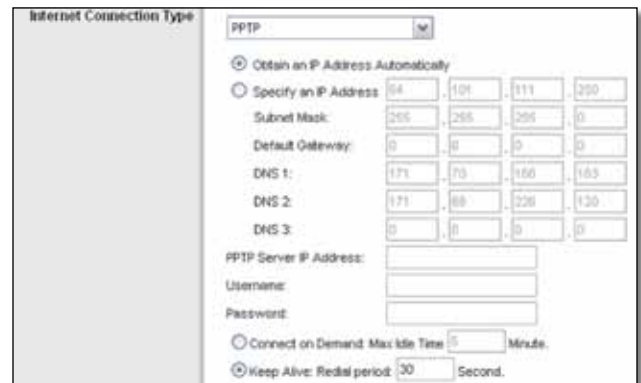 Internet Connection Type
PPTP
Obtain an IP Address Automatically
Specify an IP Address 64 . 101 . 111 . 250
Subnet Mask: 255 . 255 . 255 . 0
Default Gateway: 0 . 0 . 0 . 0
DNS 1: 171 . 70 . 168 . 183
DNS 2: 171 . 68 . 226 . 120
DNS 3: 0 . 0 . 0 . 0
PPTP Server IP Address:
Username:
Password:
Connect on Demand: Max Idle Time 5 Minute.
Keep Alive: Redial period: 30 Second.